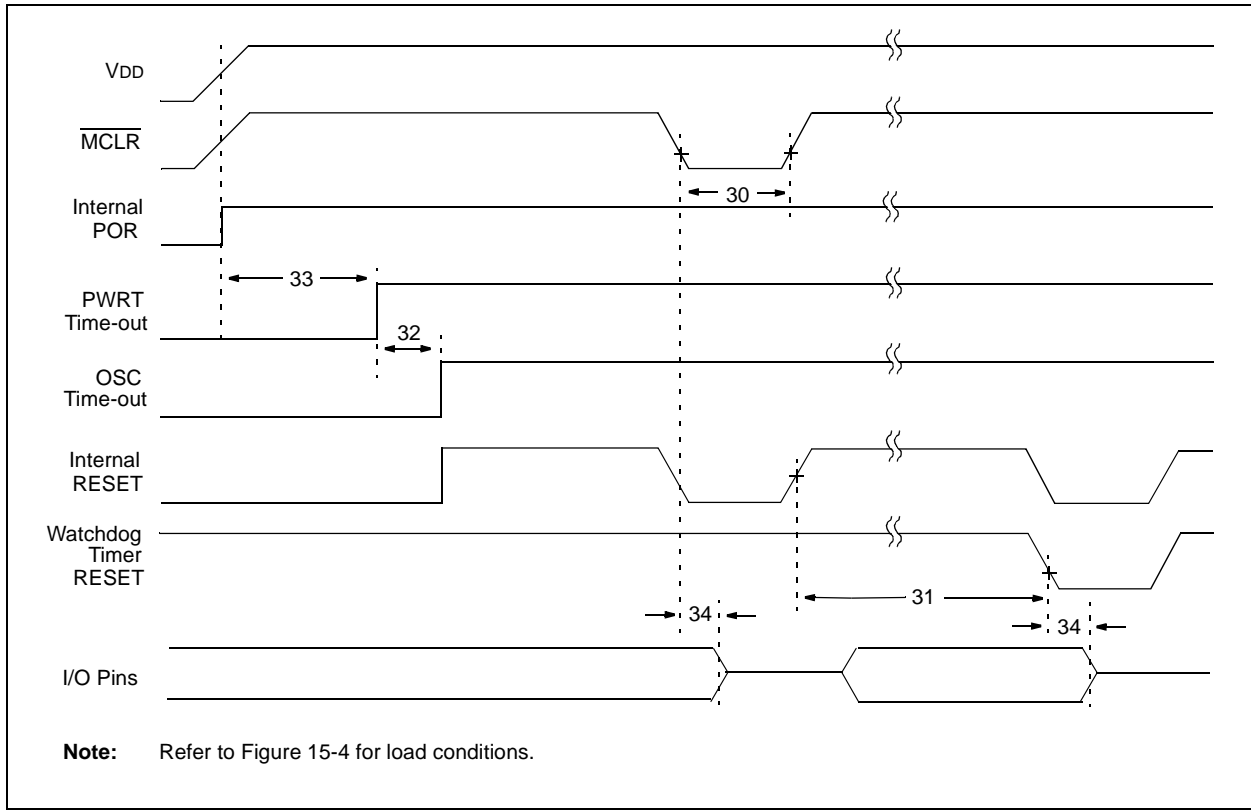 VDD
MCLR
30
Internal
POR
33
PWRT
Time-out
32
OSC
Time-out
Internal
RESET
Watchdog
Timer
RESET
31
34
34
I/O Pins
Note: Refer to Figure 15-4 for load conditions.